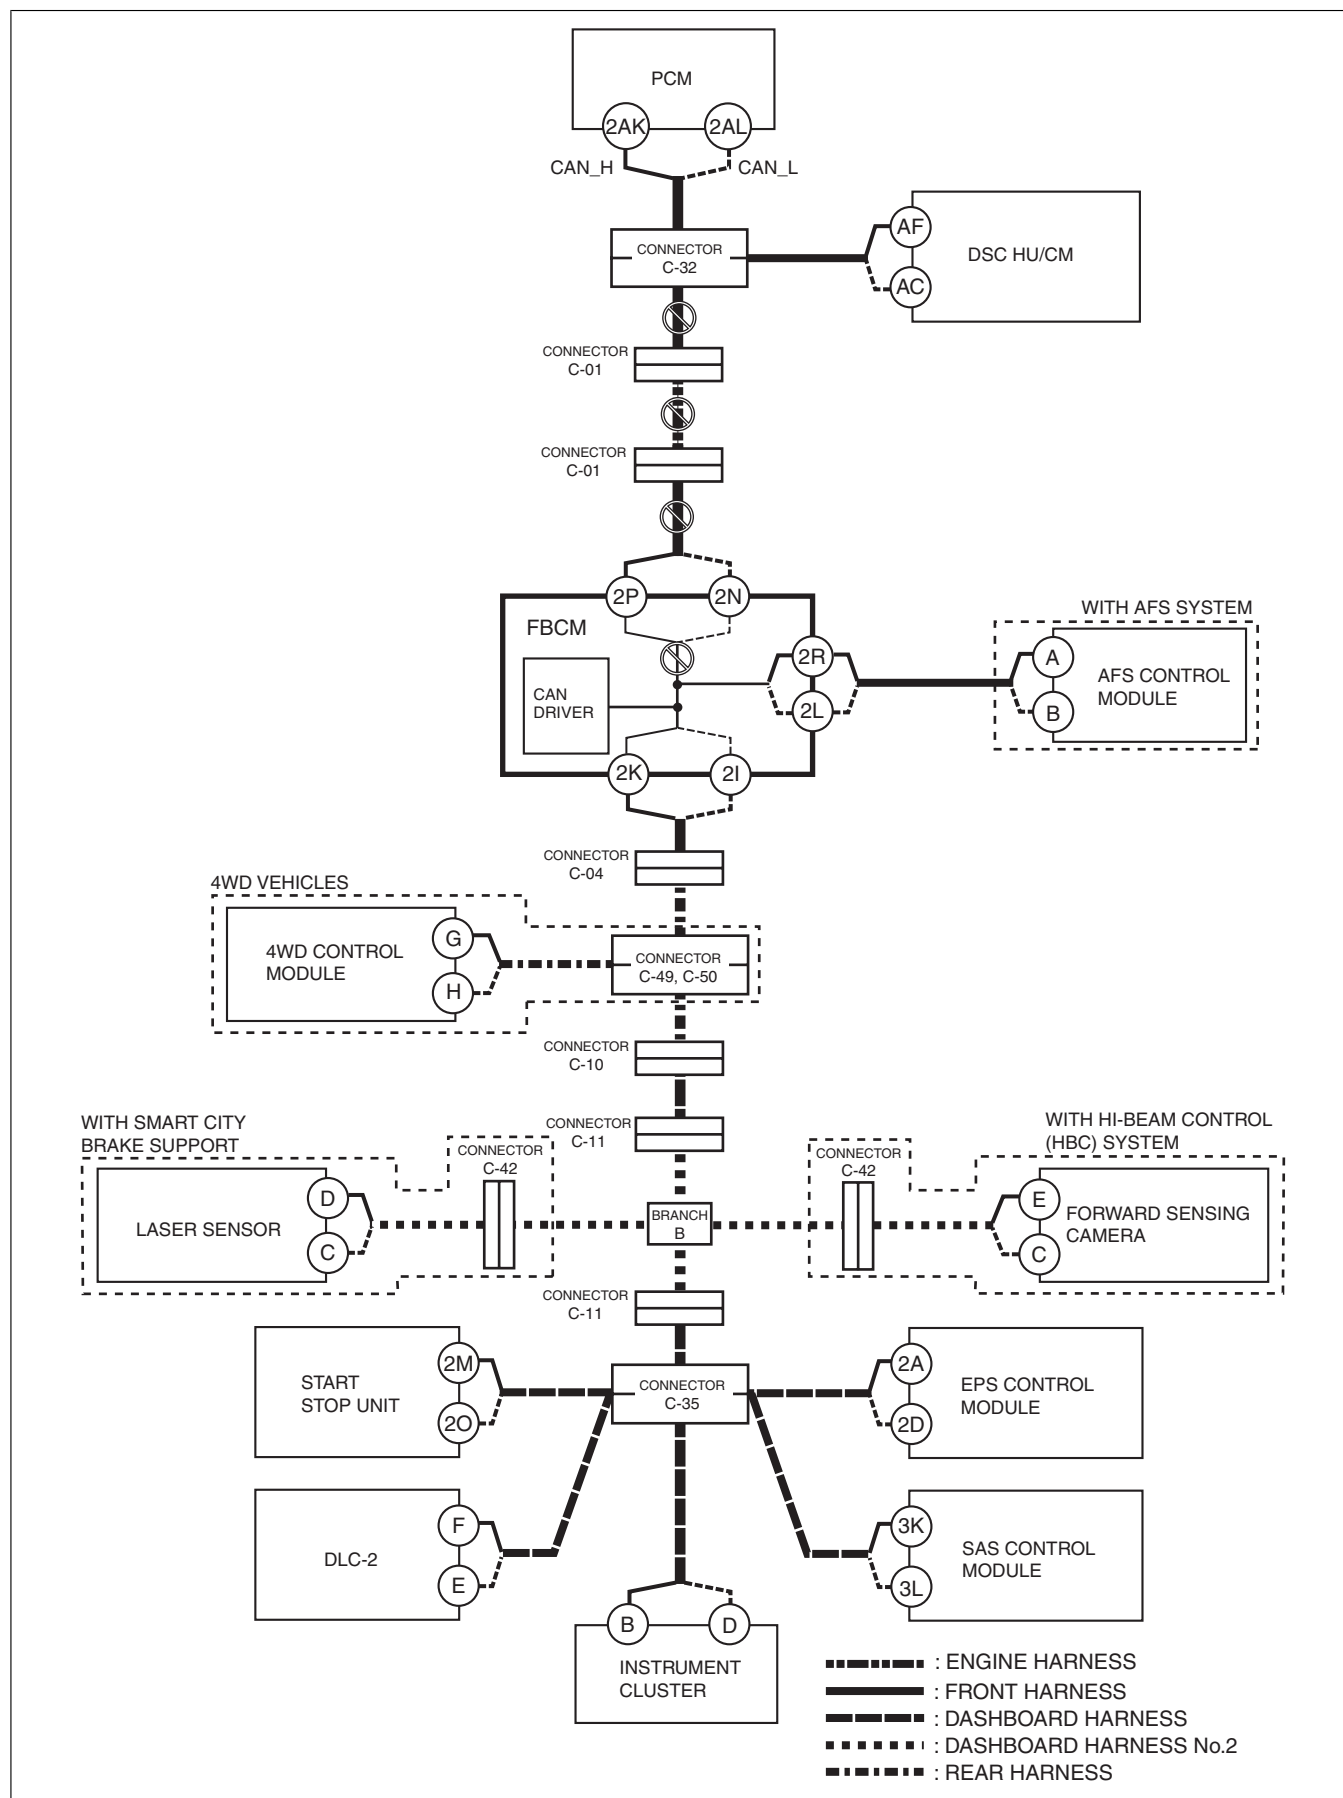 PCM
2AK
2AL
CAN_H
CAN_L
CONNECTOR
C-32
AF
AC
DSC HU/CM
CONNECTOR
C-01
CONNECTOR
C-01
2P
2N
FBCM
CAN
DRIVER
2R
2L
WITH AFS SYSTEM
A
B
AFS CONTROL
MODULE
2K
2I
CONNECTOR
C-04
4WD VEHICLES
4WD CONTROL
MODULE
G
H
CONNECTOR
C-49, C-50
CONNECTOR
C-10
CONNECTOR
C-11
WITH SMART CITY
BRAKE SUPPORT
CONNECTOR
C-42
LASER SENSOR
D
C
BRANCH
B
WITH HI-BEAM CONTROL
(HBC) SYSTEM
CONNECTOR
C-42
E
C
FORWARD SENSING
CAMERA
CONNECTOR
C-11
START
STOP UNIT
2M
2O
CONNECTOR
C-35
2A
2D
EPS CONTROL
MODULE
DLC-2
F
E
3K
3L
SAS CONTROL
MODULE
B
D
INSTRUMENT
CLUSTER
: ENGINE HARNESS
: FRONT HARNESS
: DASHBOARD HARNESS
: DASHBOARD HARNESS No.2
: REAR HARNESS